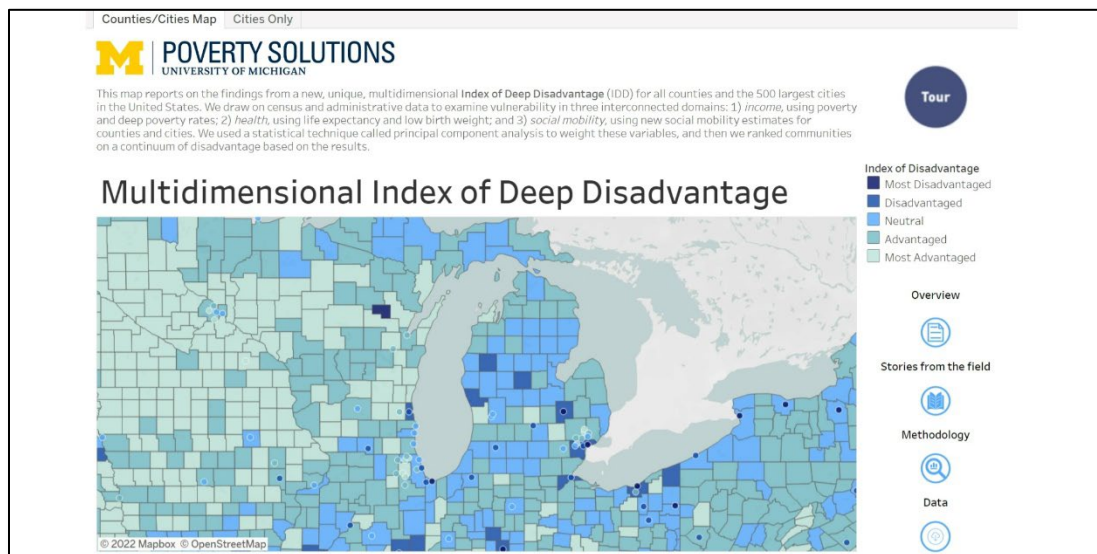 Counties/Cities Map
Cities Only
M
POVERTY SOLUTIONS
UNIVERSITY OF MICHIGAN
This map reports on the findings from a new, unique, multidimensional Index of Deep Disadvantage (IDD) for all counties and the 500 largest cities
in the United States. We draw on census and administrative data to examine vulnerability in three interconnected domains: 1) income, using poverty
and deep poverty rates; 2) health, using life expectancy and low birth weight; and 3) social mobility, using new social mobility estimates for
counties and cities. We used a statistical technique called principal component analysis to weight these variables, and then we ranked communities
on a continuum of disadvantage based on the results.
Tour
Multidimensional Index of Deep Disadvantage
Index of Disadvantage
Most Disadvantaged
Disadvantaged
Neutral
Advantaged
Most Advantaged
Overview
Stories from the field
Methodology
Data
© 2022 Mapbox © OpenStreetMap